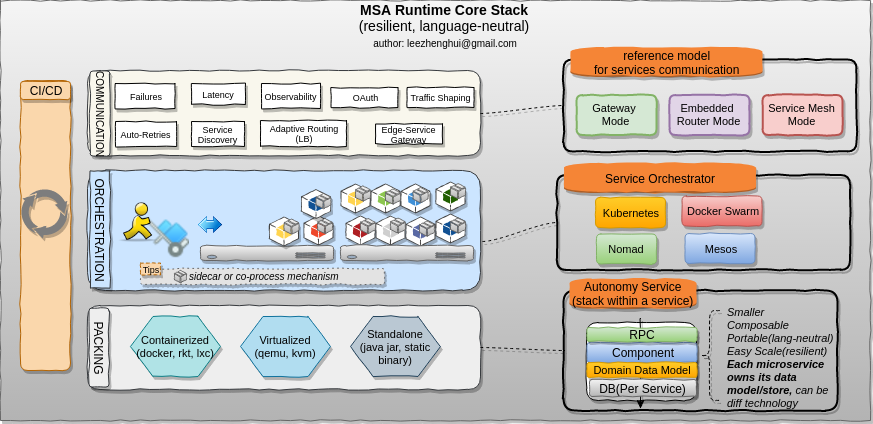 MSA Runtime Core Stack
(resilient, language-neutral)
author: leezhenghui@gmail.com
CI/CD
COMMUNICATION
Failures
Latency
Observability
OAuth
Traffic Shaping
Auto-Retries
Service
Discovery
Adaptive Routing
(LB)
Edge-Service
Gateway
reference model
for services communication
Gateway
Mode
Embedded
Router Mode
Service Mesh
Mode
ORCHESTRATION
Tips
sidecar or co-process mechanism
Service Orchestrator
Kubernetes
Docker Swarm
Nomad
Mesos
PACKING
Containerized
(docker, rkt, lxc)
Virtualized
(qemu, kvm)
Standalone
(java jar, static
binary)
Autonomy Service
(stack within a service)
RPC
Component
Domain Data Model
DB(Per Service)
Smaller
Composable
Portable(lang-neutral)
Easy Scale(resilient)
Each microservice
owns its data
model/store, can be
diff technology